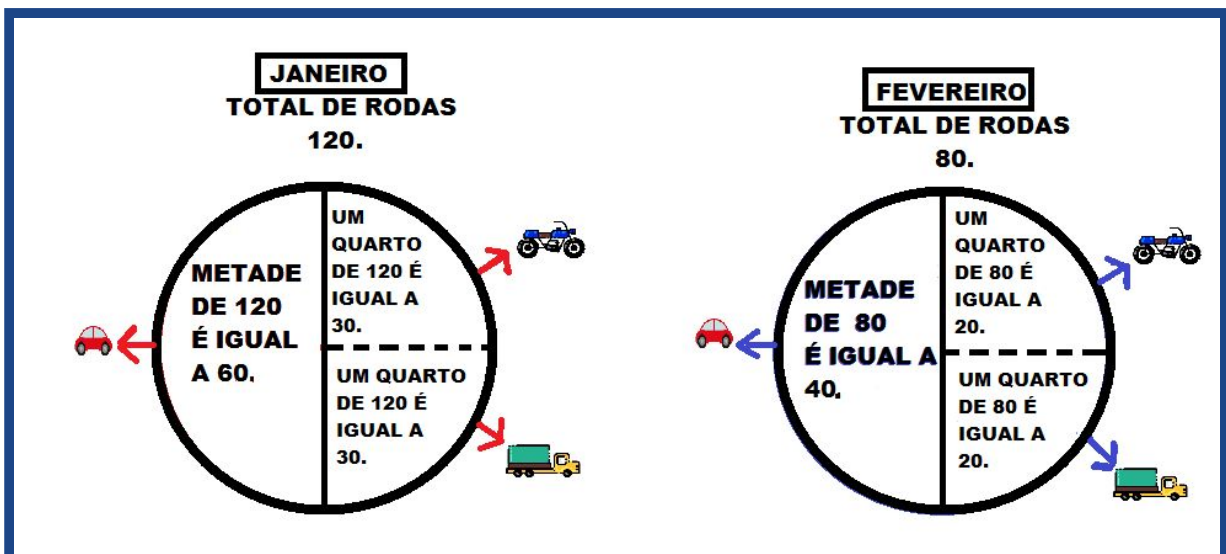 JANEIRO
TOTAL DE RODAS
120.
METADE
DE 120
É IGUAL
A 60.
UM
QUARTO
DE 120 É
IGUAL A
30.
UM QUARTO
DE 120 É
IGUAL A
30.
FEVEREIRO
TOTAL DE RODAS
80.
METADE
DE 80
É IGUAL A
40.
UM
QUARTO
DE 80 É
IGUAL A
20.
UM QUARTO
DE 80 É
IGUAL A
20.